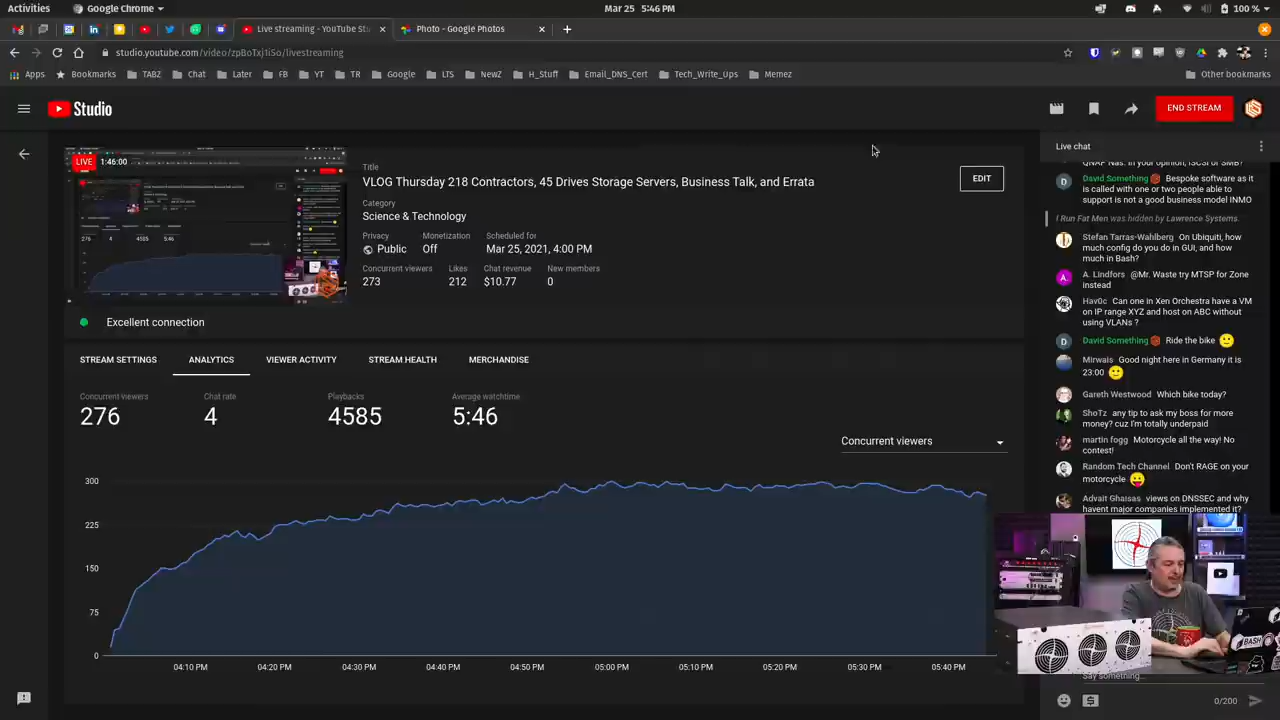 Activities
Google Chrome
Mar 25 5:46 PM
100 %
Live streaming - YouTube St
Photo - Google Photos
studio.youtube.com/video/zpBoTxj1iSo/livestreaming
Apps
Bookmarks
TABZ
Chat
Later
FB
YT
TR
Google
LTS
NewZ
H_Stuff
Email_DNS_Cert
Tech_Write_Ups
Memez
Other bookmarks
Studio
END STREAM
LIVE 1:46:00
Title
VLOG Thursday 218 Contractors, 45 Drives Storage Servers, Business Talk and Errata
EDIT
Category
Science & Technology
Privacy
Monetization
Scheduled for
Public
Off
Mar 25, 2021, 4:00 PM
Concurrent viewers
Likes
Chat revenue
New members
273
212
$10.77
0
Excellent connection
STREAM SETTINGS
ANALYTICS
VIEWER ACTIVITY
STREAM HEALTH
MERCHANDISE
Concurrent viewers
Chat rate
Playbacks
Average watchtime
276
4
4585
5:46
Concurrent viewers
300
225
150
75
0
04:10 PM
04:20 PM
04:30 PM
04:40 PM
04:50 PM
05:00 PM
05:10 PM
05:20 PM
05:30 PM
05:40 PM
Live chat
QNAP Nas. In your opinion, iSCSI or SMB?
David Something Bespoke software as it
is called with one or two people able to
support is not a good business model INMO
I Run Fat Men was hidden by Lawrence Systems.
Stefan Tarras-Wahlberg On Ubiquiti, how
much config do you do in GUI, and how
much in Bash?
A. Lindfors @Mr. Waste try MTSP for Zone
instead
Hav0c Can one in Xen Orchestra have a VM
on IP range XYZ and host on ABC without
using VLANs ?
David Something Ride the bike
Mirwais Good night here in Germany it is
23:00
Gareth Westwood Which bike today?
ShoTz any tip to ask my boss for more
money? cuz I'm totally underpaid
martin fogg Motorcycle all the way! No
contest!
Random Tech Channel Don't RAGE on your
motorcycle
Advait Ghaisas views on DNSSEC and why
havent major companies implemented it?
BASH
Say something...
0/200